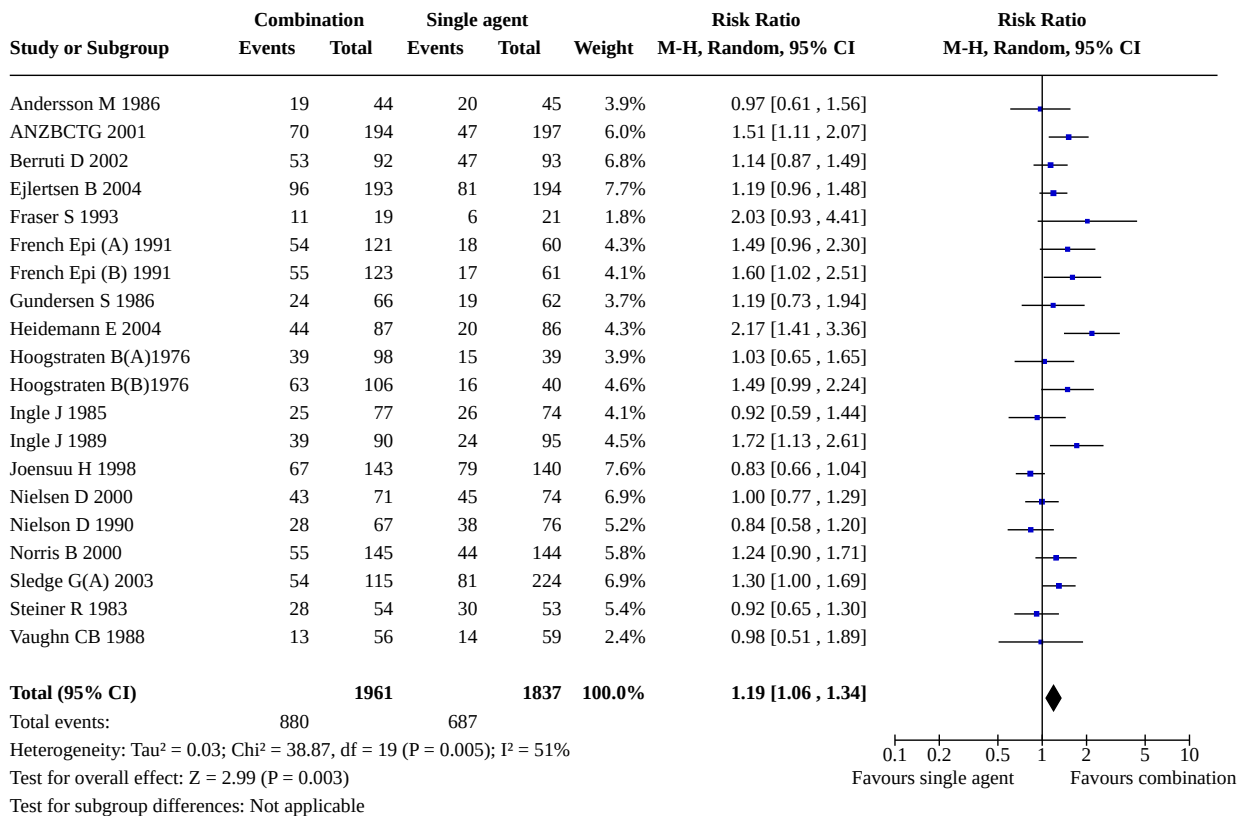 Combination Single agent Risk Ratio Risk Ratio
Study or Subgroup Events Total Events Total Weight M-H, Random, 95% CI M-H, Random, 95% CI
Andersson M 1986 19 44 20 45 3.9% 0.97 [0.61 , 1.56]
ANZBCTG 2001 70 194 47 197 6.0% 1.51 [1.11 , 2.07]
Berruti D 2002 53 92 47 93 6.8% 1.14 [0.87 , 1.49]
Ejlertsen B 2004 96 193 81 194 7.7% 1.19 [0.96 , 1.48]
Fraser S 1993 11 19 6 21 1.8% 2.03 [0.93 , 4.41]
French Epi (A) 1991 54 121 18 60 4.3% 1.49 [0.96 , 2.30]
French Epi (B) 1991 55 123 17 61 4.1% 1.60 [1.02 , 2.51]
Gundersen S 1986 24 66 19 62 3.7% 1.19 [0.73 , 1.94]
Heidemann E 2004 44 87 20 86 4.3% 2.17 [1.41 , 3.36]
Hoogstraten B(A)1976 39 98 15 39 3.9% 1.03 [0.65 , 1.65]
Hoogstraten B(B)1976 63 106 16 40 4.6% 1.49 [0.99 , 2.24]
Ingle J 1985 25 77 26 74 4.1% 0.92 [0.59 , 1.44]
Ingle J 1989 39 90 24 95 4.5% 1.72 [1.13 , 2.61]
Joensuu H 1998 67 143 79 140 7.6% 0.83 [0.66 , 1.04]
Nielsen D 2000 43 71 45 74 6.9% 1.00 [0.77 , 1.29]
Nielson D 1990 28 67 38 76 5.2% 0.84 [0.58 , 1.20]
Norris B 2000 55 145 44 144 5.8% 1.24 [0.90 , 1.71]
Sledge G(A) 2003 54 115 81 224 6.9% 1.30 [1.00 , 1.69]
Steiner R 1983 28 54 30 53 5.4% 0.92 [0.65 , 1.30]
Vaughn CB 1988 13 56 14 59 2.4% 0.98 [0.51 , 1.89]
Total (95% CI) 1961 1837 100.0% 1.19 [1.06 , 1.34]
Total events: 880 687
Heterogeneity: Tau² = 0.03; Chi² = 38.87, df = 19 (P = 0.005); I² = 51%
0.1 0.2 0.5 1 2 5 10
Test for overall effect: Z = 2.99 (P = 0.003) Favours single agent Favours combination
Test for subgroup differences: Not applicable